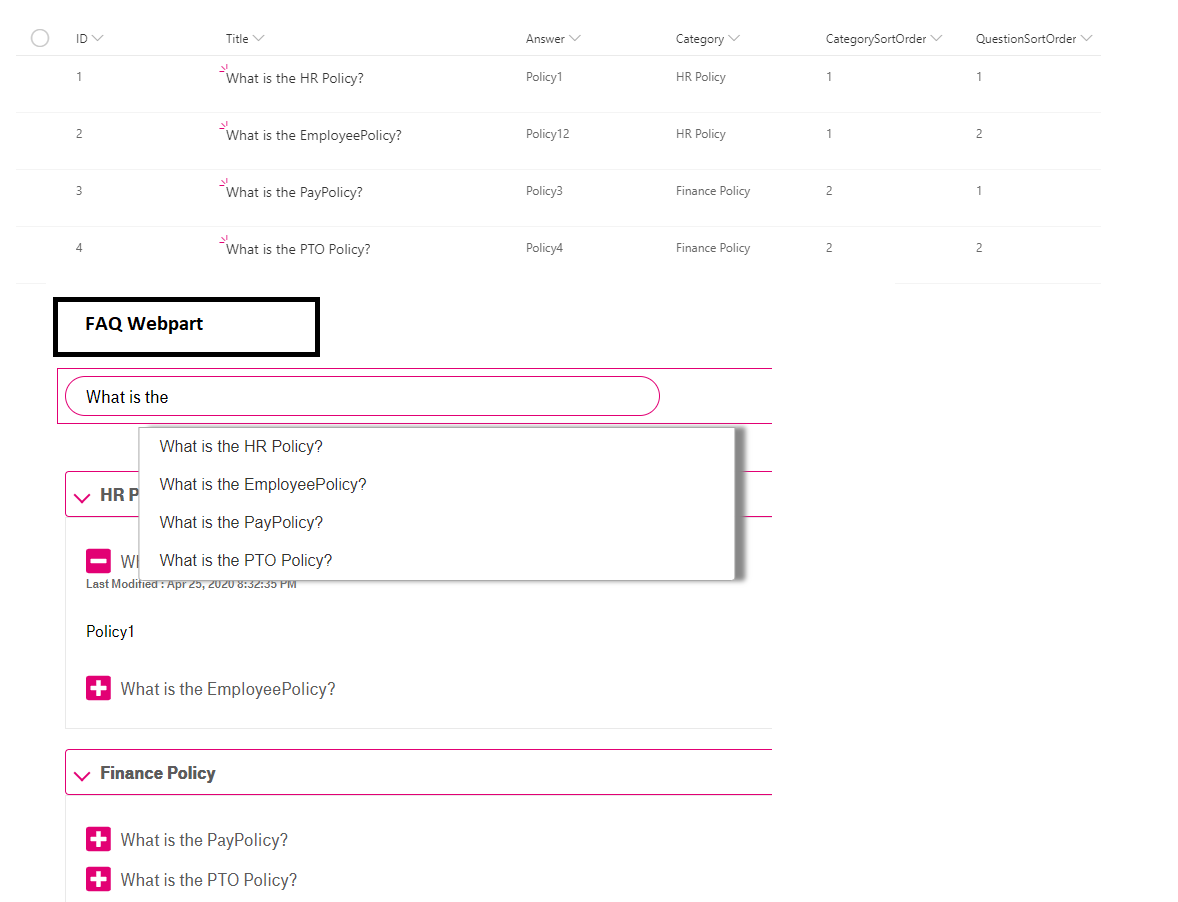 ID Title Answer Category CategorySortOrder QuestionSortOrder
1 What is the HR Policy? Policy1 HR Policy 1 1
2 What is the EmployeePolicy? Policy12 HR Policy 1 2
3 What is the PayPolicy? Policy3 Finance Policy 2 1
4 What is the PTO Policy? Policy4 Finance Policy 2 2
FAQ Webpart
What is the
What is the HR Policy?
What is the EmployeePolicy?
What is the PayPolicy?
What is the PTO Policy?
HR P
Wh
Last Modified : Apr 25, 2020 8:32:35 PM
Policy1
What is the EmployeePolicy?
Finance Policy
What is the PayPolicy?
What is the PTO Policy?